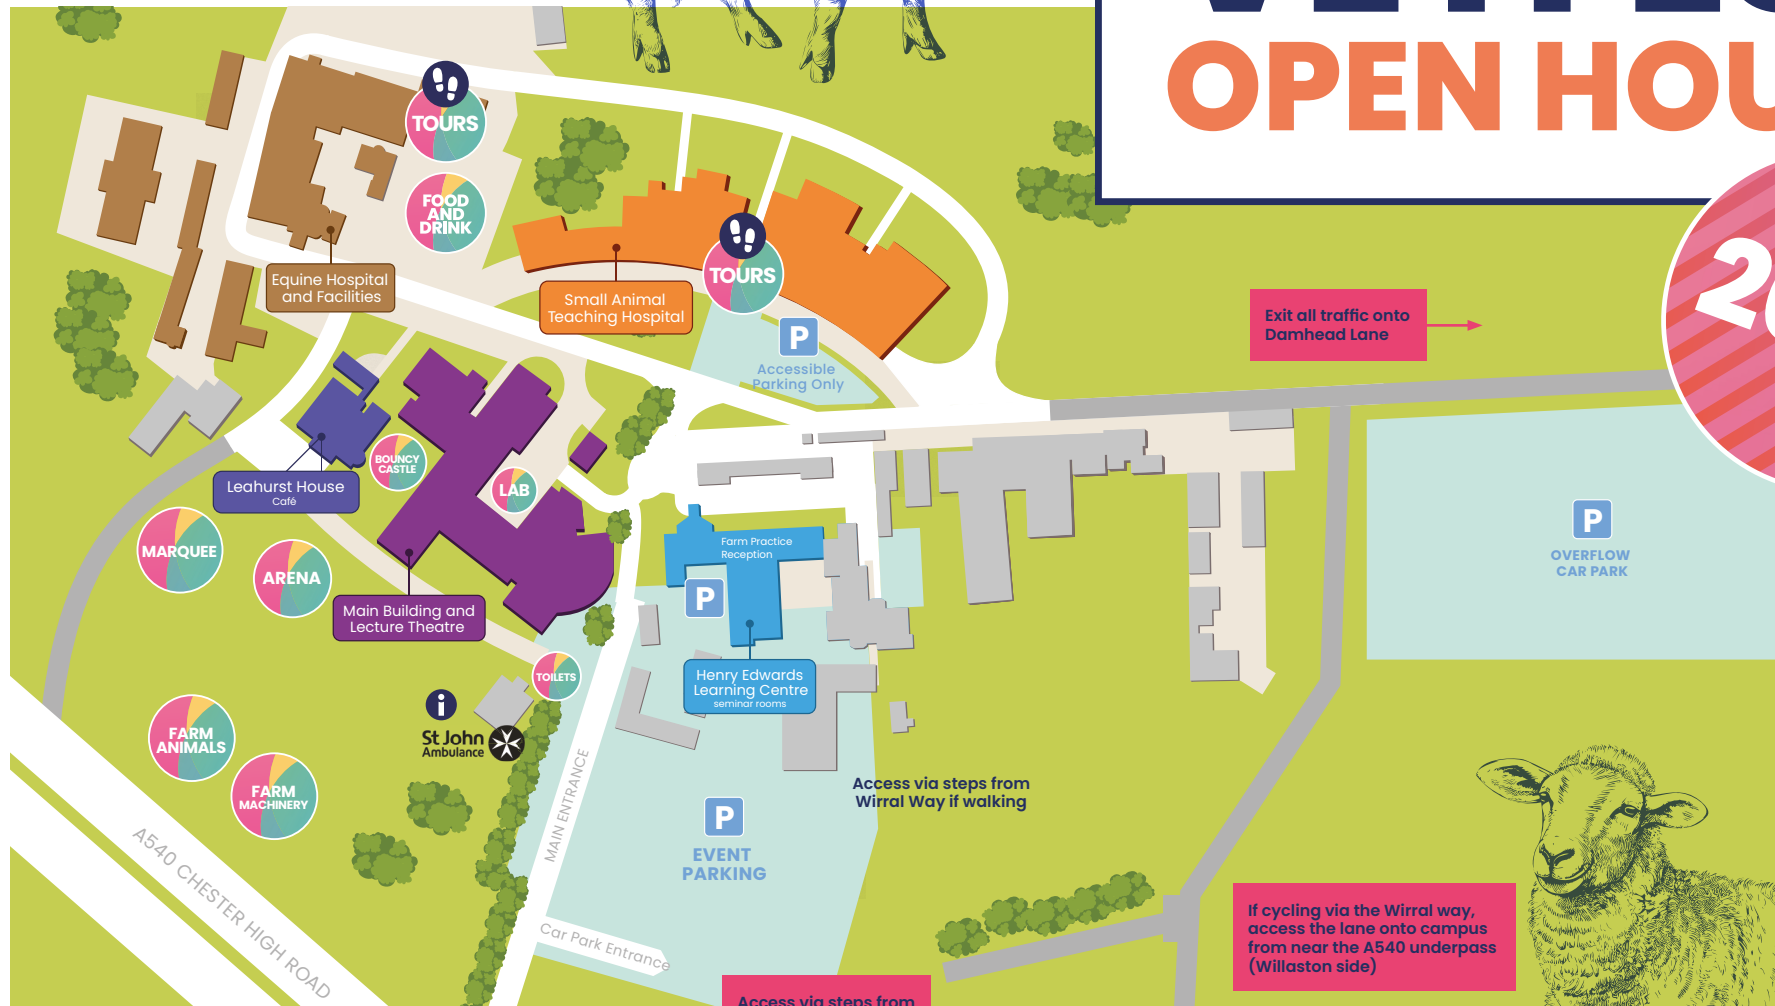 OPEN HOU
TOURS
FOOD
AND
DRINK
Equine Hospital
and Facilities
Small Animal
Teaching Hospital
TOURS
P
Accessible
Parking Only
Exit all traffic onto
Damhead Lane
20
BOUNCY
CASTLE
LAB
Leahurst House
Café
MARQUEE
ARENA
Main Building and
Lecture Theatre
Farm Practice
Reception
P
P
OVERFLOW
CAR PARK
TOILETS
Henry Edwards
Learning Centre
seminar rooms
i
St John
Ambulance
FARM
ANIMALS
FARM
MACHINERY
A540 CHESTER HIGH ROAD
MAIN ENTRANCE
Access via steps from
Wirral Way if walking
P
EVENT
PARKING
Car Park Entrance
If cycling via the Wirral way,
access the lane onto campus
from near the A540 underpass
(Willaston side)
Access via steps from